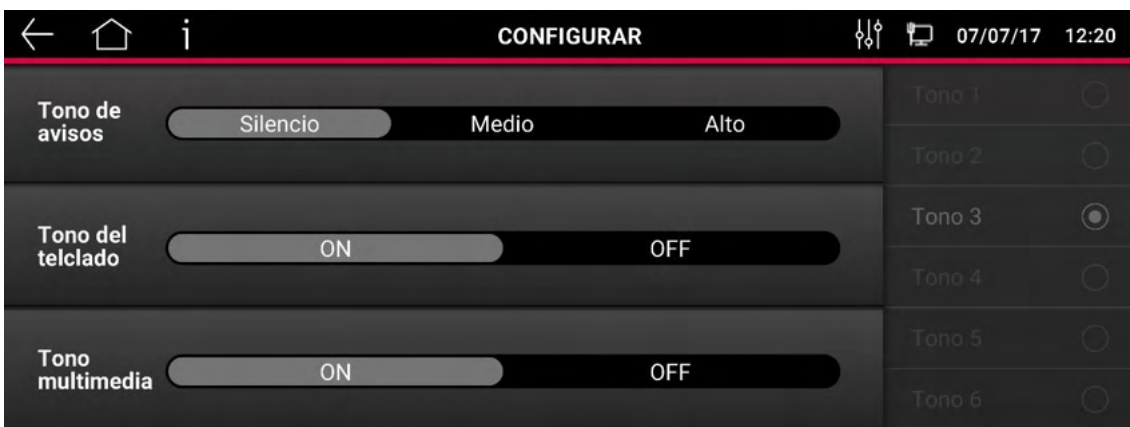 CONFIGURAR
07/07/17 12:20
Tono de
avisos
Silencio Medio Alto
Tono del
telclado
ON OFF
Tono
multimedia
ON OFF
Tono 1
Tono 2
Tono 3
Tono 4
Tono 5
Tono 6